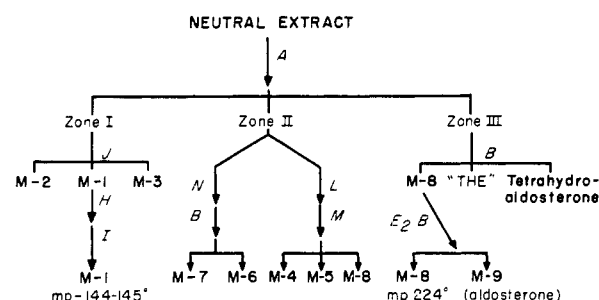 NEUTRAL EXTRACT
A
Zone I Zone II Zone III
J B
M-2 M-1 M-3 N L M-8 "THE" Tetrahydro-
aldosterone
H B M E₂ B
I
M-7 M-6 M-4 M-5 M-8 M-8 M-9
M-1
mp-144-145° mp 224° (aldosterone)